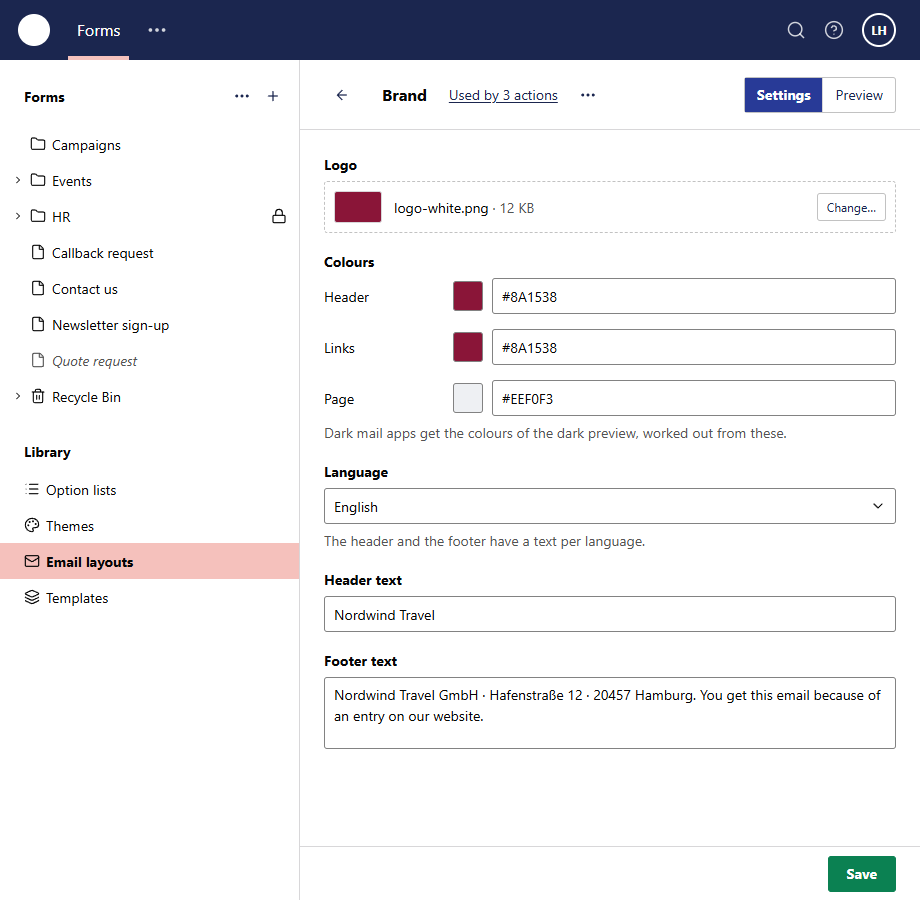 Forms
LH
Forms
Campaigns
Events
HR
Callback request
Contact us
Newsletter sign-up
Quote request
Recycle Bin
Library
Option lists
Themes
Email layouts
Templates
Brand
Used by 3 actions
Settings
Preview
Logo
logo-white.png · 12 KB
Change...
Colours
Header
#8A1538
Links
#8A1538
Page
#EEF0F3
Dark mail apps get the colours of the dark preview, worked out from these.
Language
English
The header and the footer have a text per language.
Header text
Nordwind Travel
Footer text
Nordwind Travel GmbH · Hafenstraße 12 · 20457 Hamburg. You get this email because of
an entry on our website.
Save